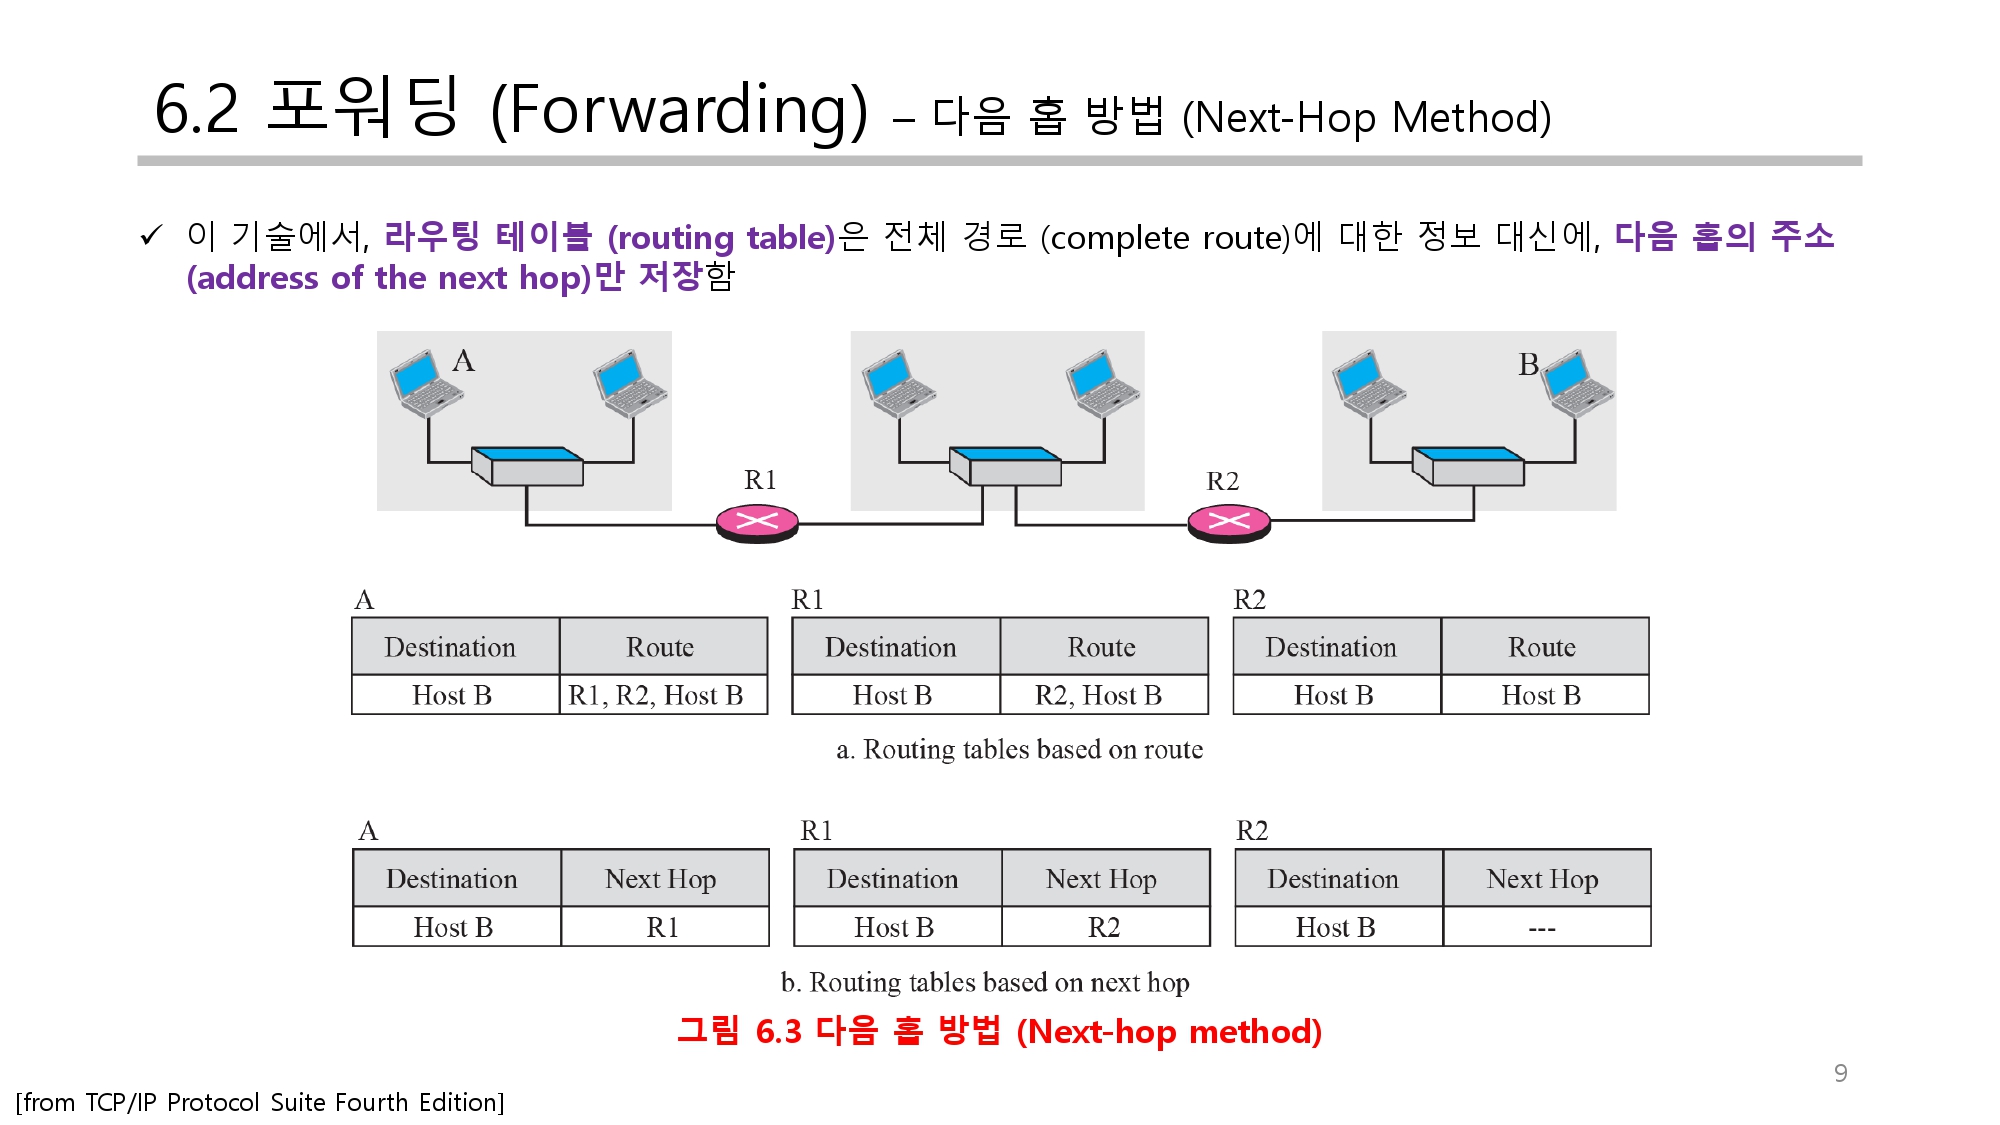 6.2 포워딩 (Forwarding) – 다음 홉 방법 (Next-Hop Method)
✓ 이 기술에서, 라우팅 테이블 (routing table)은 전체 경로 (complete route)에 대한 정보 대신에, 다음 홉의 주소
(address of the next hop)만 저장함
A
B
R1
R2
A
R1
R2
Destination Route
Destination Route
Destination Route
Host B R1, R2, Host B
Host B R2, Host B
Host B Host B
a. Routing tables based on route
A
R1
R2
Destination Next Hop
Destination Next Hop
Destination Next Hop
Host B R1
Host B R2
Host B ---
b. Routing tables based on next hop
그림 6.3 다음 홉 방법 (Next-hop method)
9
[from TCP/IP Protocol Suite Fourth Edition]